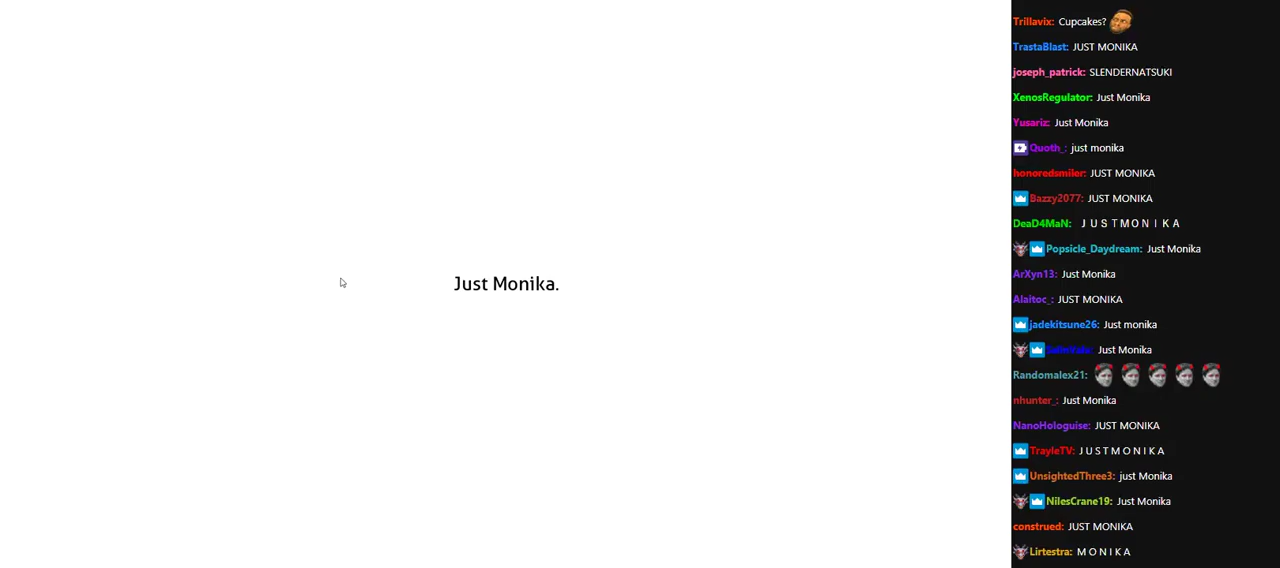 Just Monika.
Trillavix: Cupcakes?
TrastaBlast: JUST MONIKA
joseph_patrick: SLENDERNATSUKI
XenosRegulator: Just Monika
Yusariz: Just Monika
Quoth_: just monika
honoredsmiler: JUST MONIKA
Bazzy2077: JUST MONIKA
DeaD4MaN: J U S T M O N I K A
Popsicle_Daydream: Just Monika
ArXyn13: Just Monika
Alaitoc_: JUST MONIKA
jadekitsune26: Just monika
Just Monika
Randomalex21:
nhunter_: Just Monika
NanoHologuise: JUST MONIKA
TrayleTV: J U S T M O N I K A
UnsightedThree3: just Monika
NilesCrane19: Just Monika
construed: JUST MONIKA
Lirtestra: M O N I K A